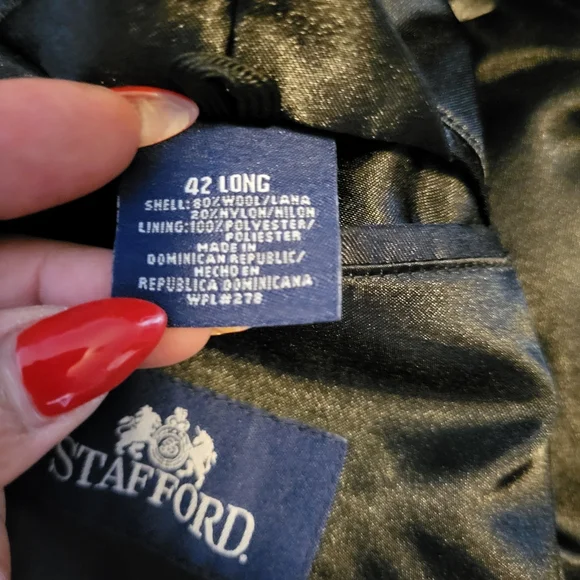 42 LONG
SHELL: 80% WOOL/LANA
20% NYLON/NILON
LINING: 100% POLYESTER/
POLIESTER
MADE IN
DOMINICAN REPUBLIC/
HECHO EN
REPUBLICA DOMINICANA
WPL# 278
STAFFORD.